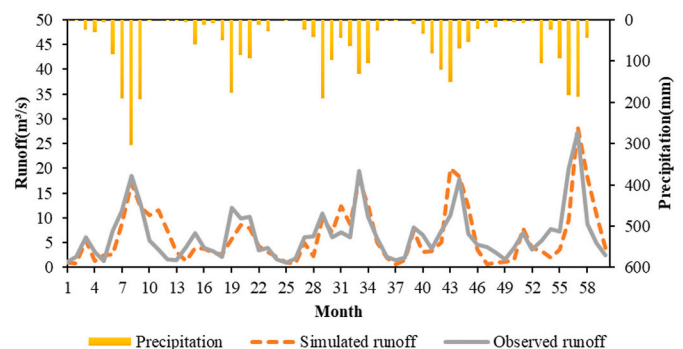 50 45 40 35 30 25 20 15 10 5 0
Runoff(m³/s)
0 100 200 300 400 500 600
Precipitation(mm)
1 4 7 10 13 16 19 22 25 28 31 34 37 40 43 46 49 52 55 58
Month
Precipitation Simulated runoff Observed runoff